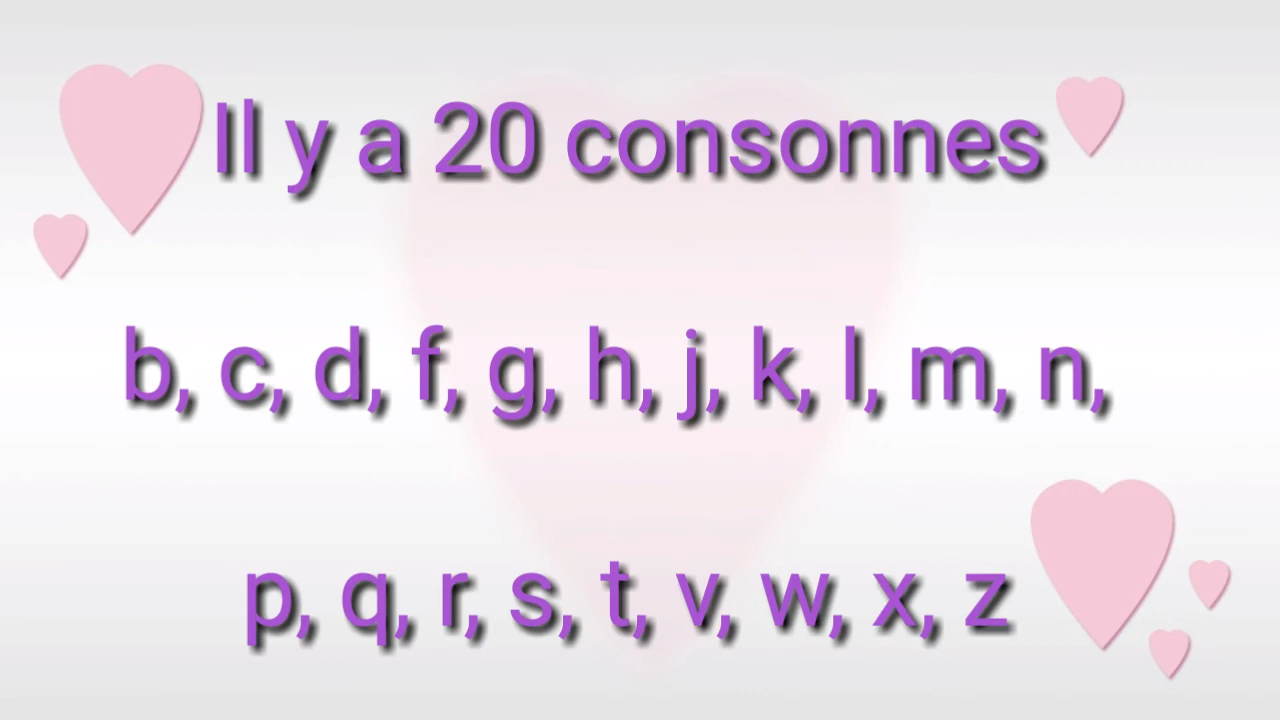 Il y a 20 consonnes
b, c, d, f, g, h, j, k, l, m, n,
p, q, r, s, t, v, w, x, z